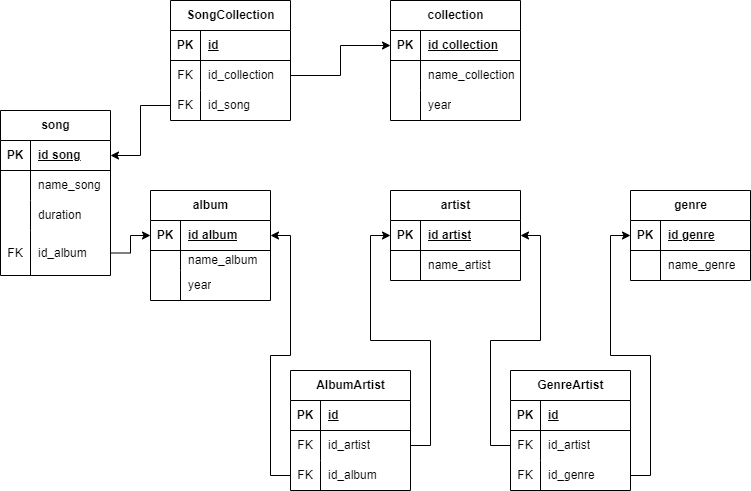 SongCollection
PK id
FK id_collection
FK id_song
collection
PK id collection
name_collection
year
song
PK id song
name_song
duration
FK id_album
album
PK id album
name_album
year
artist
PK id artist
name_artist
genre
PK id genre
name_genre
AlbumArtist
PK id
FK id_artist
FK id_album
GenreArtist
PK id
FK id_artist
FK id_genre